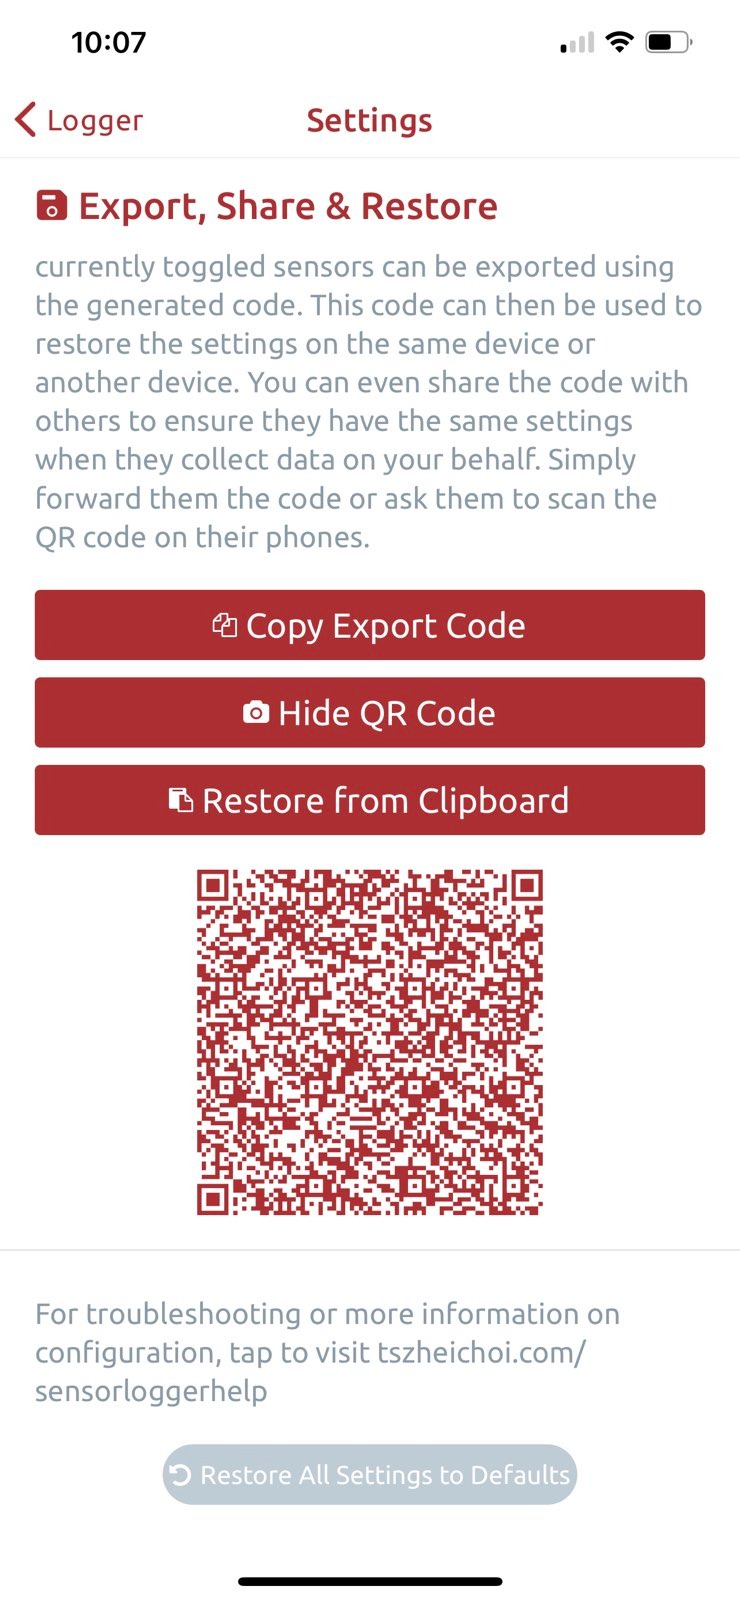 10:07
Logger
Settings
Export, Share & Restore
currently toggled sensors can be exported using
the generated code. This code can then be used to
restore the settings on the same device or
another device. You can even share the code with
others to ensure they have the same settings
when they collect data on your behalf. Simply
forward them the code or ask them to scan the
QR code on their phones.
Copy Export Code
Hide QR Code
Restore from Clipboard
For troubleshooting or more information on
configuration, tap to visit tszheichoi.com/
sensorloggerhelp
Restore All Settings to Defaults